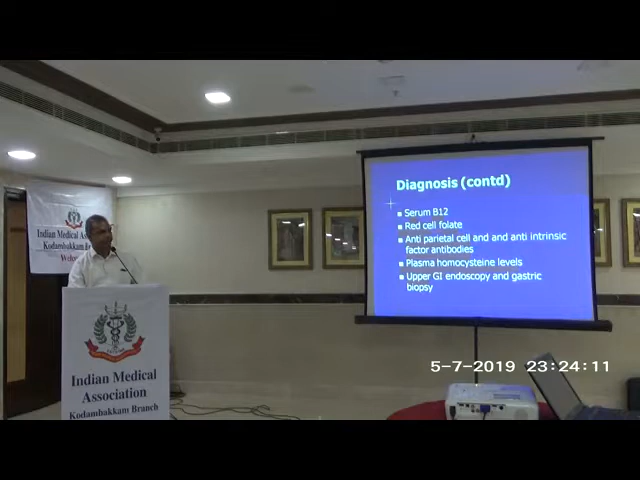 Diagnosis (contd)
Serum B12
Red cell folate
Anti parietal cell and and anti intrinsic
factor antibodies
Plasma homocysteine levels
Upper GI endoscopy and gastric
biopsy
Indian Medical As
Kodambakkam B
Indian Medical
Association
Kodambakkam Branch
5-7-2019 23:24:11